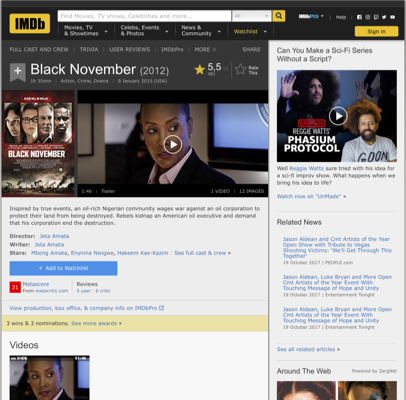 IMDb
Find Movies, TV shows, Celebrities and more...
All
IMDbPro
Help
Movies, TV
& Showtimes
Celebs, Events
& Photos
News &
Community
Watchlist
Sign in
FULL CAST AND CREW
TRIVIA
USER REVIEWS
IMDbPro
MORE
SHARE
Black November (2012)
1h 35min
Action, Crime, Drama
9 January 2015 (USA)
5,5
Rate
This
BLACK NOVEMBER
1:46
Trailer
1 VIDEO
12 IMAGES
Inspired by true events, an oil-rich Nigerian community wages war against an oil corporation to
protect their land from being destroyed. Rebels kidnap an American oil executive and demand
that his corporation end the destruction.
Director: Jeta Amata
Writer: Jeta Amata
Stars: Mbong Amata, Enyinna Nwigwe, Hakeem Kae-Kazim | See full cast & crew »
+ Add to Watchlist
31
Metascore
From metacritic.com
Reviews
5 user
6 critic
View production, box office, & company info on IMDbPro
3 wins & 3 nominations. See more awards »
Videos
Can You Make a Sci-Fi Series
Without a Script?
REGGIE WATTS'
PHANTOM
PROTOCOL
Well Reggie Watts sure tried with his idea for
a sci-fi improv show. What happens when we
bring his idea to life?
Watch now on "UnMade" »
Related News
Jason Aldean and Cmt Artists of the Year
Open Show with Tribute to Vegas
Shooting Victims: 'We'll Get Through This
Together'
19 October 2017 | PEOPLE.com
Jason Aldean, Luke Bryan and More Open
Cmt Artists of the Year Event With
Touching Message of Hope and Unity
19 October 2017 | Entertainment Tonight
Jason Aldean, Luke Bryan and More Open
Cmt Artists of the Year Event With
Touching Message of Hope and Unity
19 October 2017 | Entertainment Tonight
See all related articles »
Around The Web
Powered by ZergNet